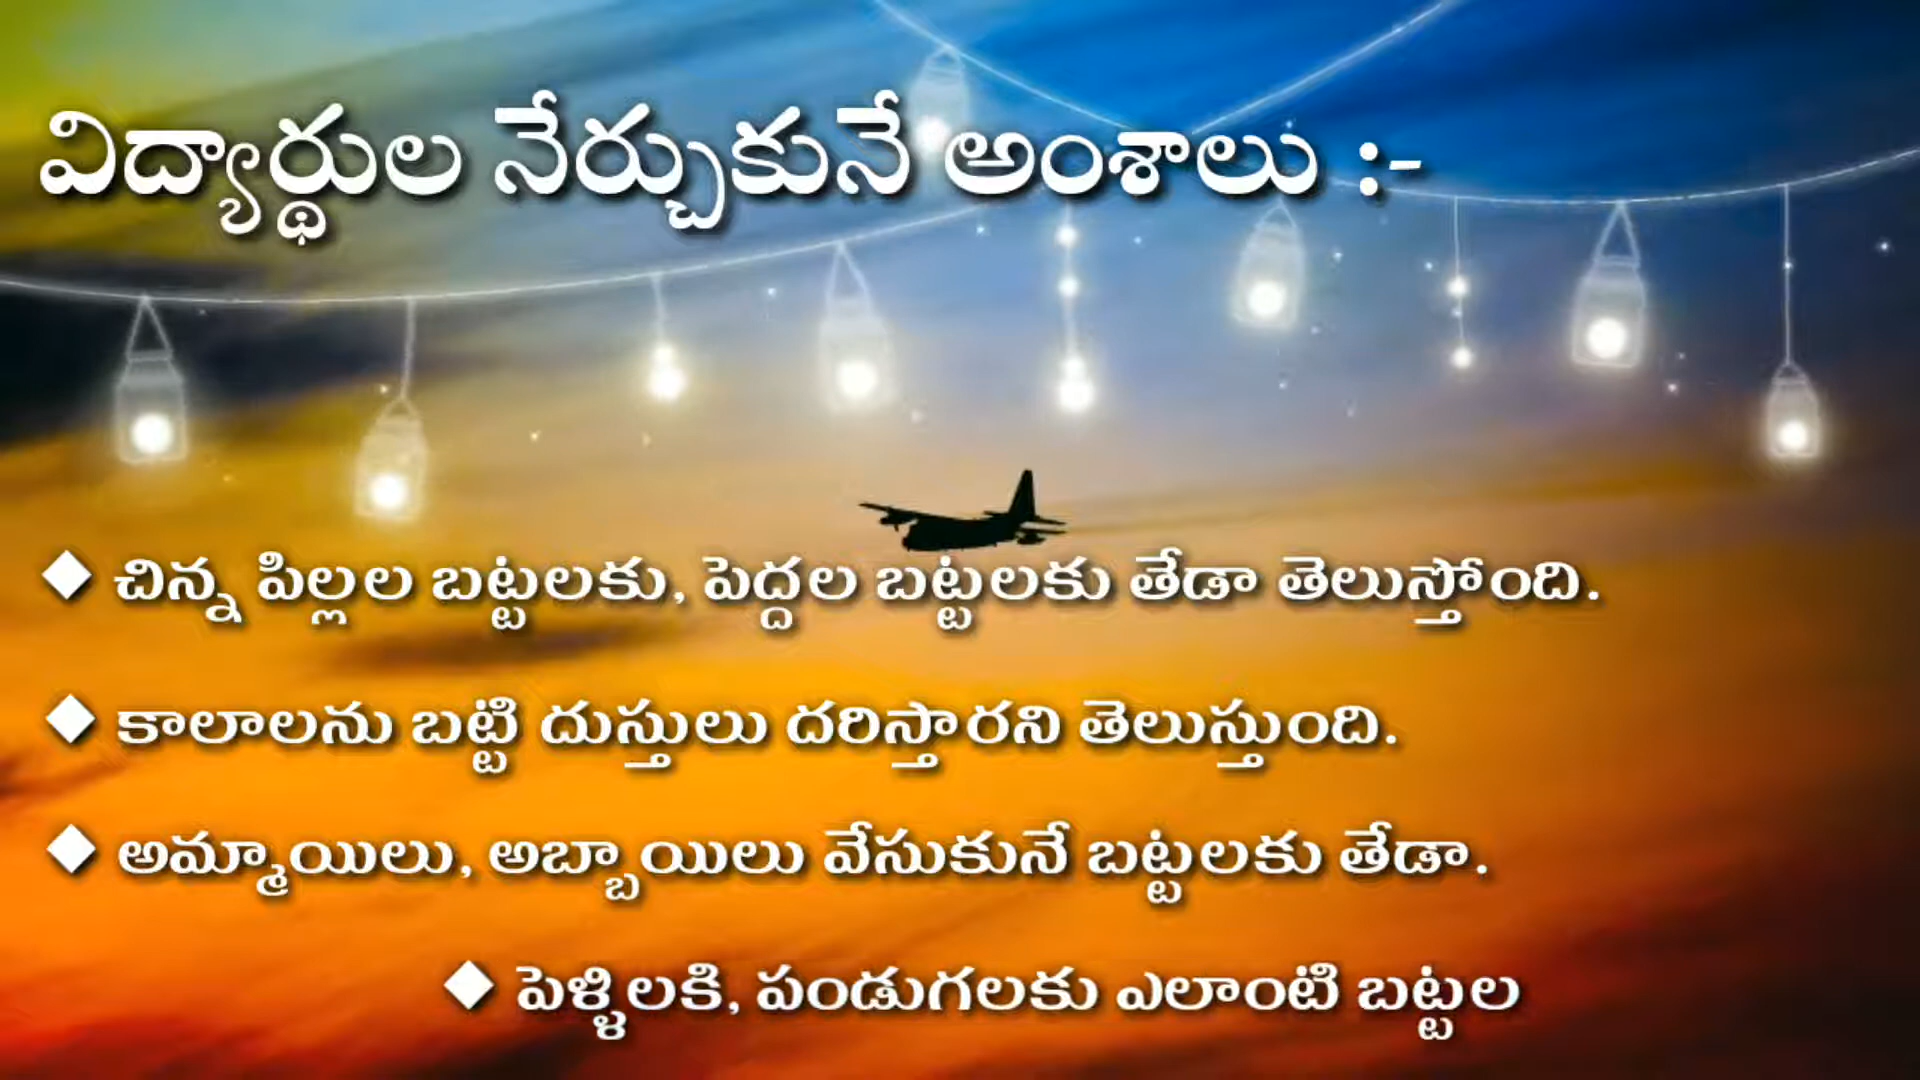 విద్యార్థుల నేర్చుకునే అంశాలు :-
◆ చిన్న పిల్లల బట్టలకు, పెద్దల బట్టలకు తేడా తెలుస్తోంది.
◆ కాలాలను బట్టి దుస్తులు దరిస్తారని తెలుస్తుంది.
◆ అమ్మాయిలు, అబ్బాయిలు వేసుకునే బట్టలకు తేడా.
◆ పెళ్ళిలకి, పండుగలకు ఎలాంటి బట్టల